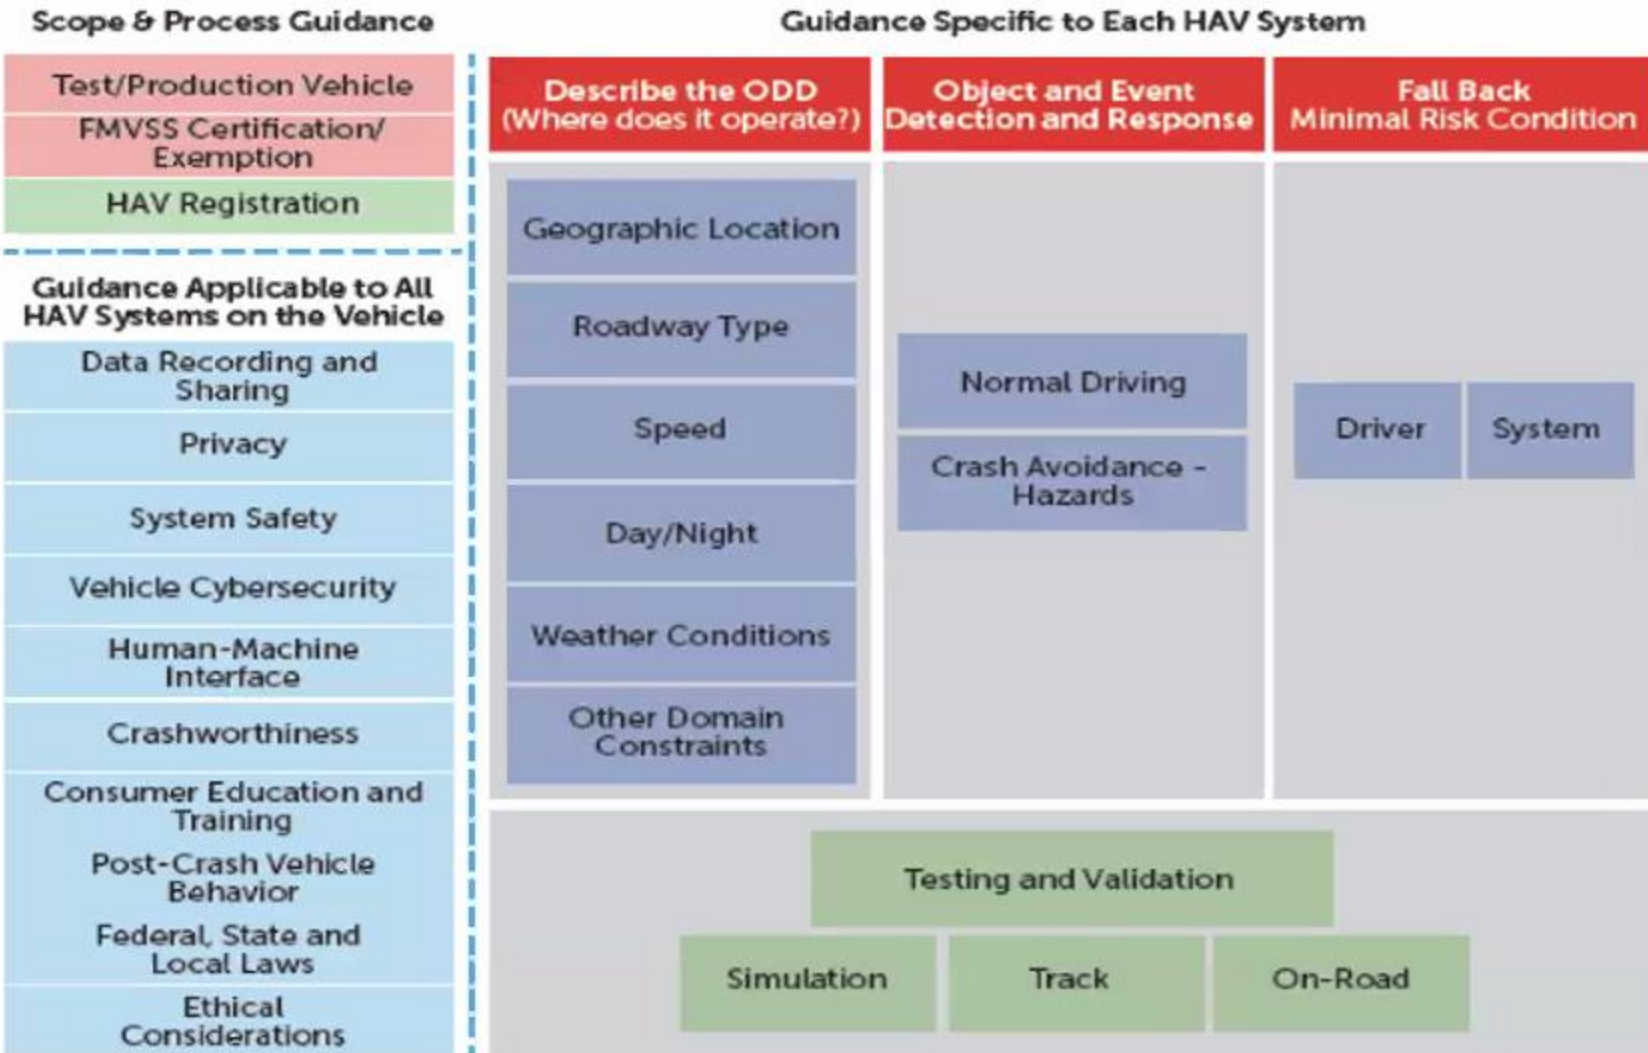 Scope & Process Guidance
Test/Production Vehicle
FMVSS Certification/
Exemption
HAV Registration
Guidance Applicable to All
HAV Systems on the Vehicle
Data Recording and
Sharing
Privacy
System Safety
Vehicle Cybersecurity
Human-Machine
Interface
Crashworthiness
Consumer Education and
Training
Post-Crash Vehicle
Behavior
Federal, State and
Local Laws
Ethical
Considerations
Guidance Specific to Each HAV System
Describe the ODD
(Where does it operate?)
Geographic Location
Roadway Type
Speed
Day/Night
Weather Conditions
Other Domain
Constraints
Object and Event
Detection and Response
Normal Driving
Crash Avoidance -
Hazards
Fall Back
Minimal Risk Condition
Driver
System
Testing and Validation
Simulation
Track
On-Road